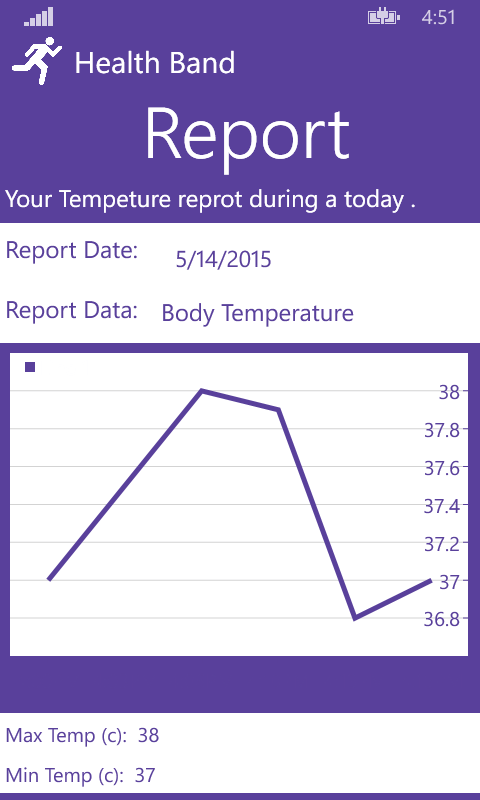 4:51
Health Band
Report
Your Tempeture reprot during a today .
Report Date: 5/14/2015
Report Data: Body Temperature
38
37.8
37.6
37.4
37.2
37
36.8
Max Temp (c): 38
Min Temp (c): 37